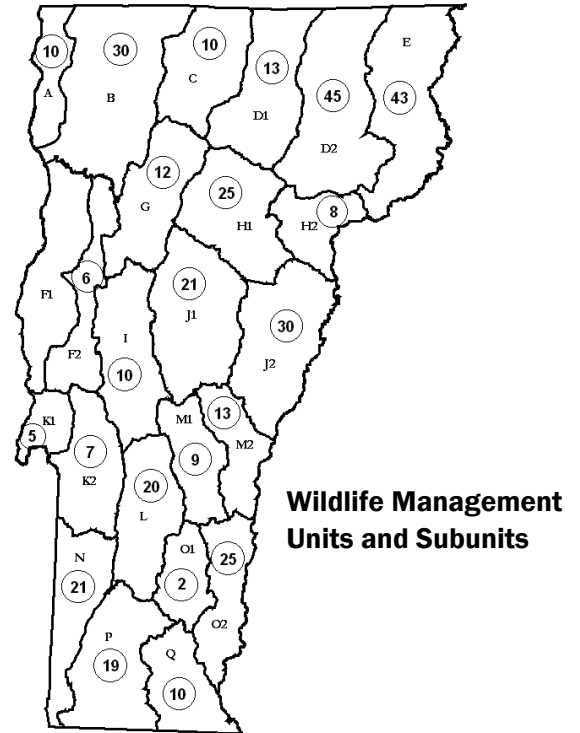 10
A
30
B
10
C
13
D1
45
D2
E
43
12
G
25
H1
8
H2
F1
6
F2
I
10
21
J1
30
J2
K1
5
7
K2
20
L
M1
9
13
M2
Wildlife Management
Units and Subunits
N
21
O1
2
25
O2
P
19
Q
10